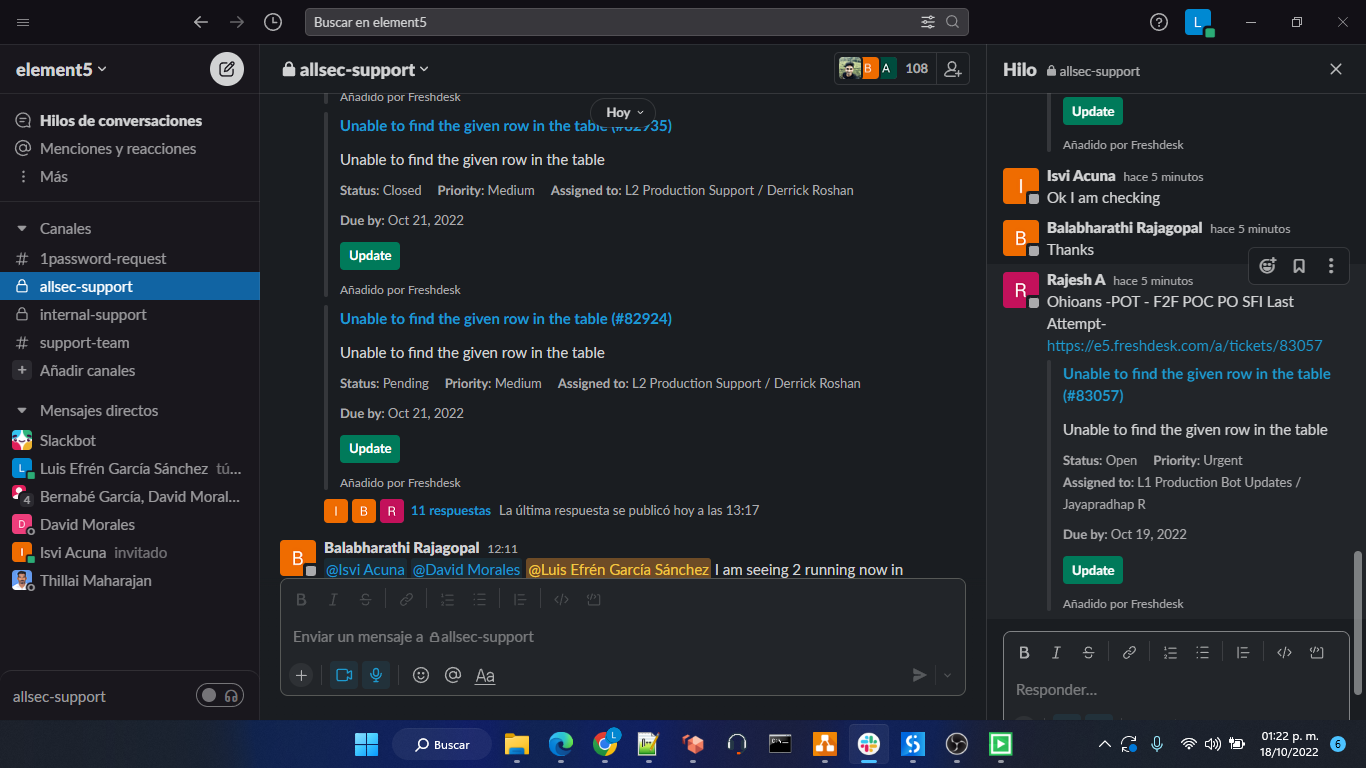 Buscar en element5
L
element5
Hilos de conversaciones
Menciones y reacciones
Más
Canales
# 1password-request
allsec-support
internal-support
# support-team
+ Añadir canales
Mensajes directos
Slackbot
L Luis Efrén García Sánchez tú...
4 Bernabé García, David Moral...
D David Morales
I Isvi Acuna invitado
Thillai Maharajan
allsec-support
allsec-support
B A 108
Añadido por Freshdesk
Hoy
Unable to find the given row in the table (#82935)
Unable to find the given row in the table
Status: Closed Priority: Medium Assigned to: L2 Production Support / Derrick Roshan
Due by: Oct 21, 2022
Update
Añadido por Freshdesk
Unable to find the given row in the table (#82924)
Unable to find the given row in the table
Status: Pending Priority: Medium Assigned to: L2 Production Support / Derrick Roshan
Due by: Oct 21, 2022
Update
Añadido por Freshdesk
I B R 11 respuestas La última respuesta se publicó hoy a las 13:17
B Balabharathi Rajagopal 12:11
@Isvi Acuna @David Morales @Luis Efrén García Sánchez I am seeing 2 running now in
B I S
Enviar un mensaje a allsec-support
+ @ Aa
Hilo allsec-support
Update
Añadido por Freshdesk
I Isvi Acuna hace 5 minutos
Ok I am checking
B Balabharathi Rajagopal hace 5 minutos
Thanks
R Rajesh A hace 5 minutos
Ohioans -POT - F2F POC PO SFI Last
Attempt-
https://e5.freshdesk.com/a/tickets/83057
Unable to find the given row in the table
(#83057)
Unable to find the given row in the table
Status: Open Priority: Urgent
Assigned to: L1 Production Bot Updates /
Jayapradhap R
Due by: Oct 19, 2022
Update
Añadido por Freshdesk
B I S
Responder...
Buscar
L
01:22 p. m.
18/10/2022
6